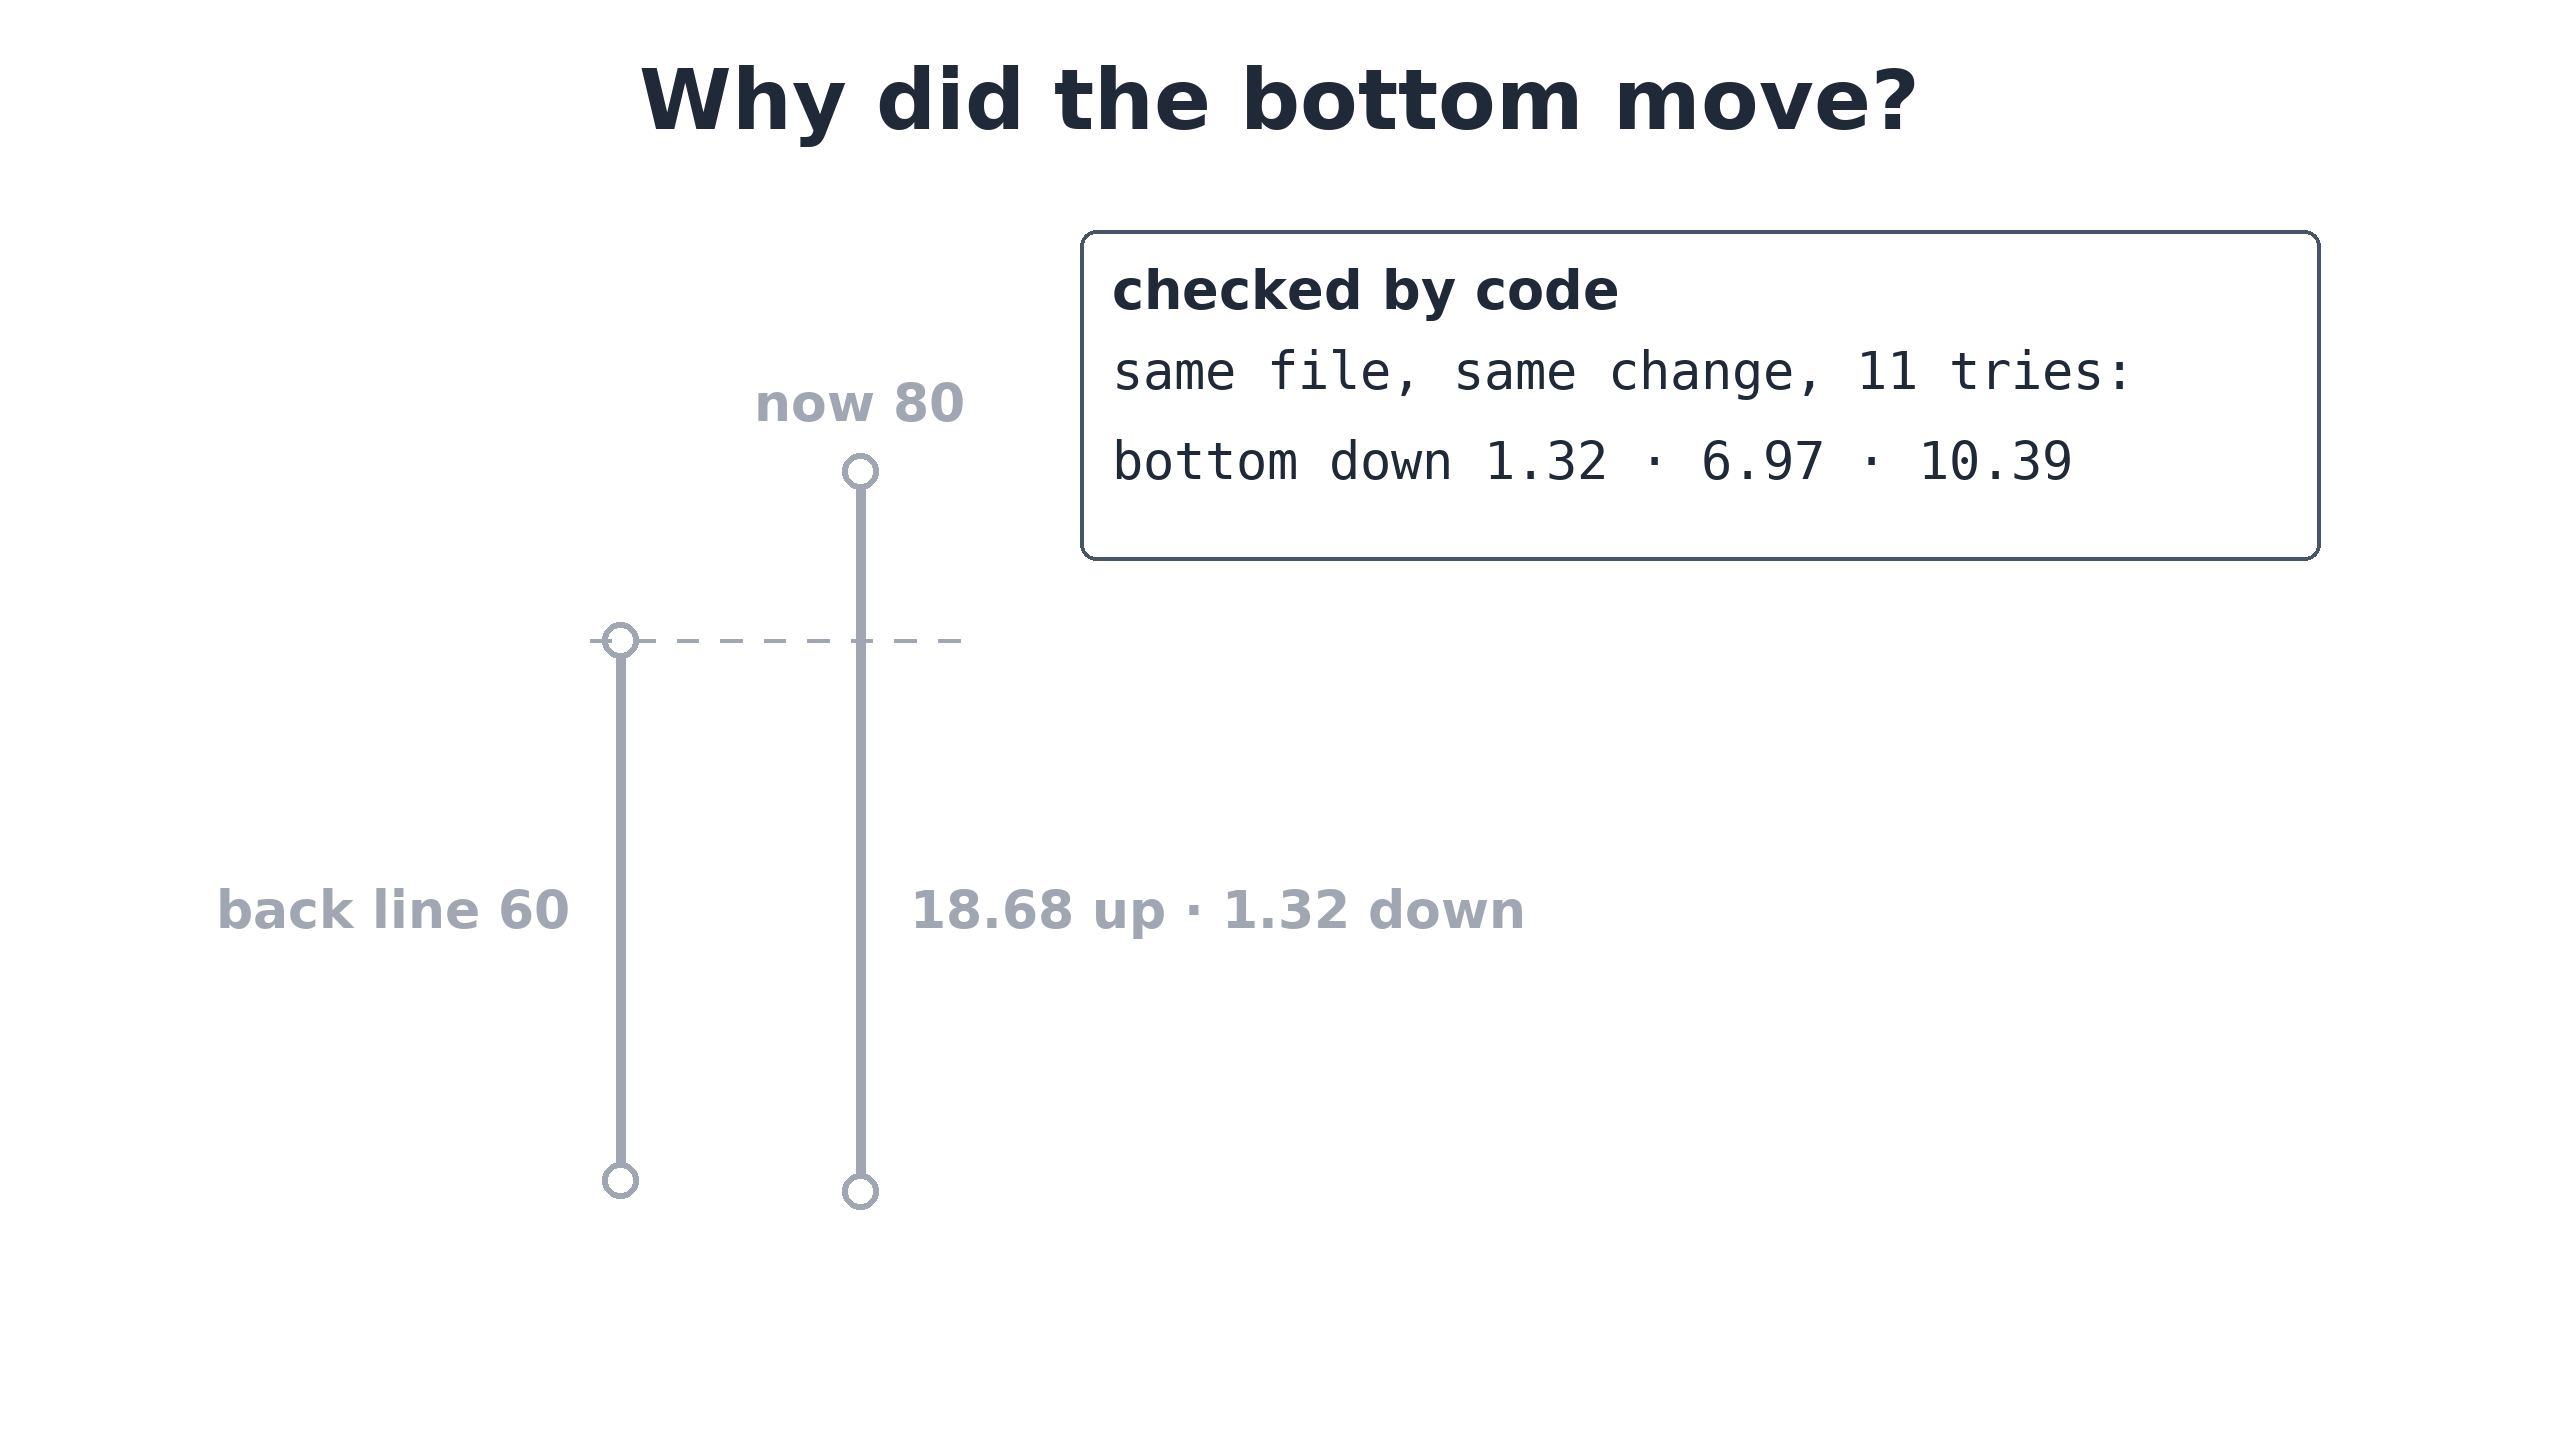 Why did the bottom move?
checked by code
same file, same change, 11 tries:
bottom down 1.32 · 6.97 · 10.39
now 80
back line 60
18.68 up · 1.32 down